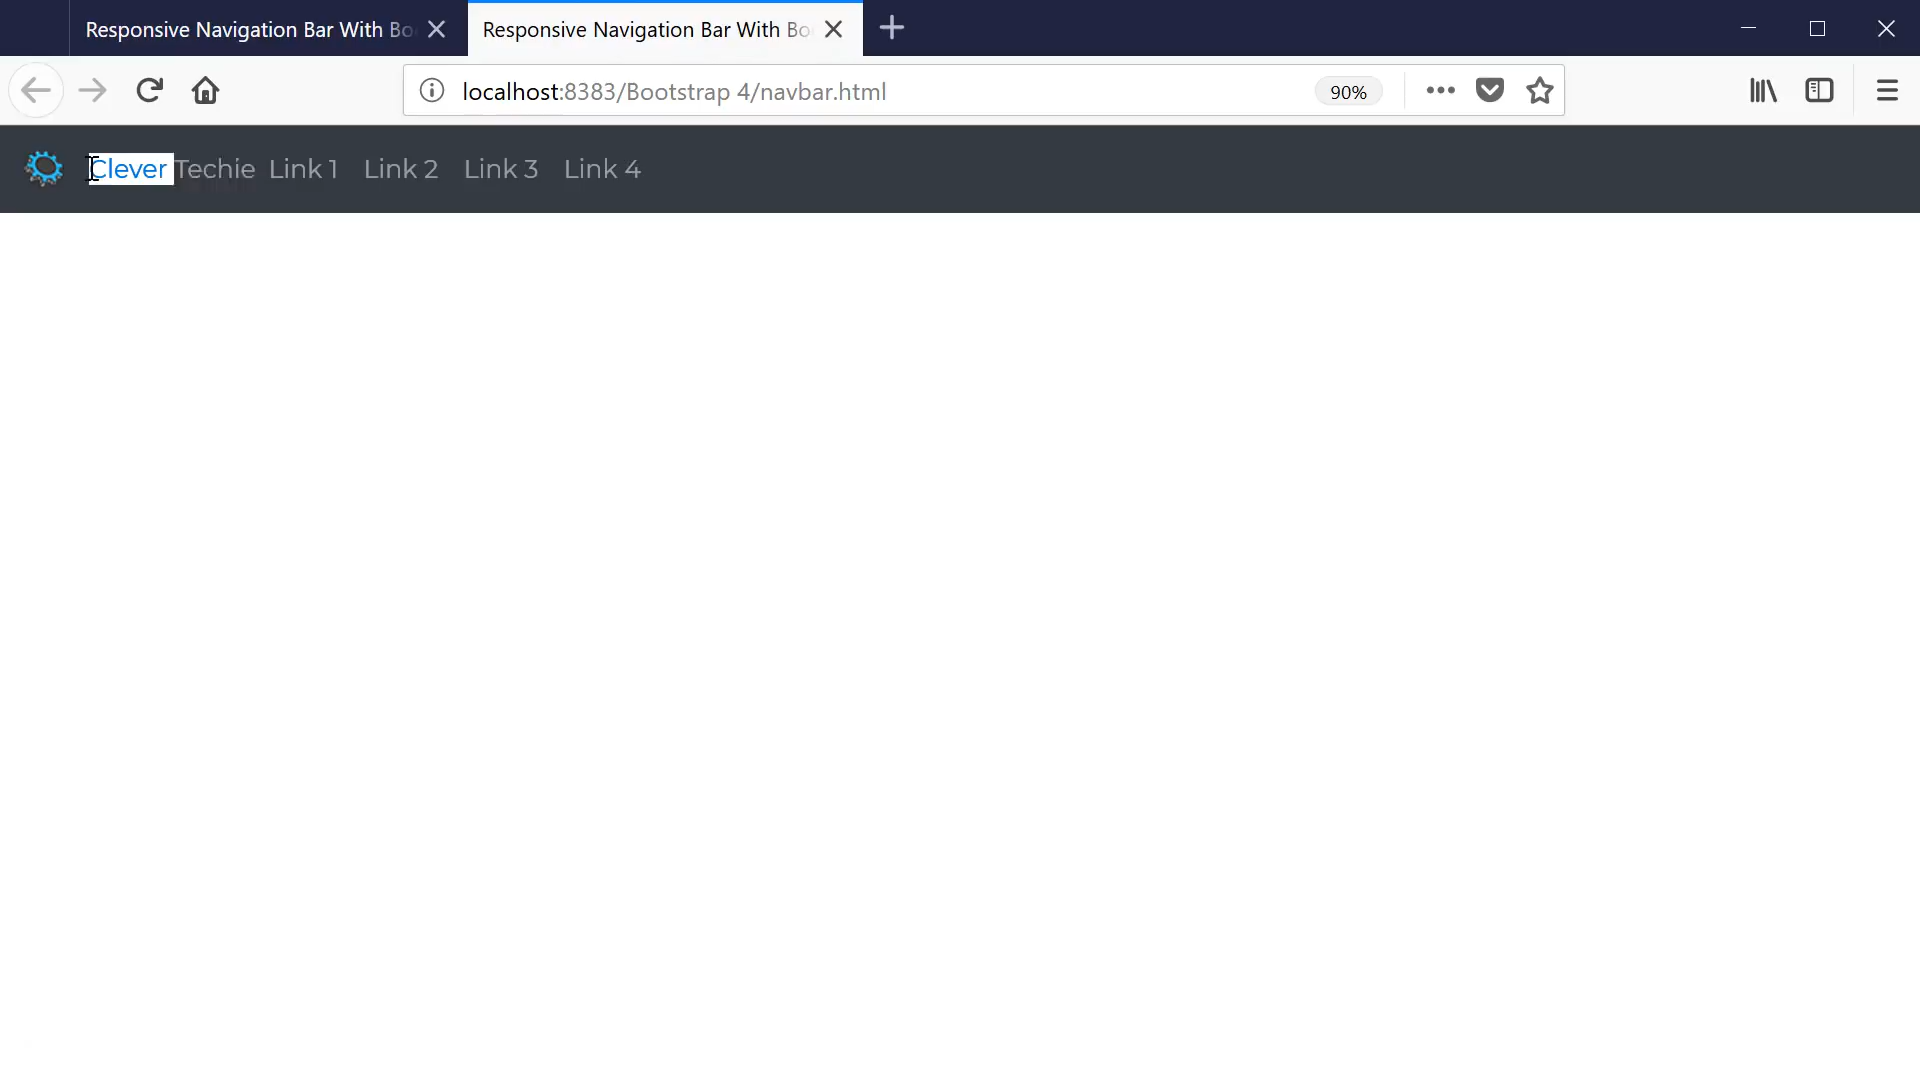 Responsive Navigation Bar With Bo
Responsive Navigation Bar With Bo
localhost:8383/Bootstrap 4/navbar.html
90%
Clever Techie Link 1 Link 2 Link 3 Link 4